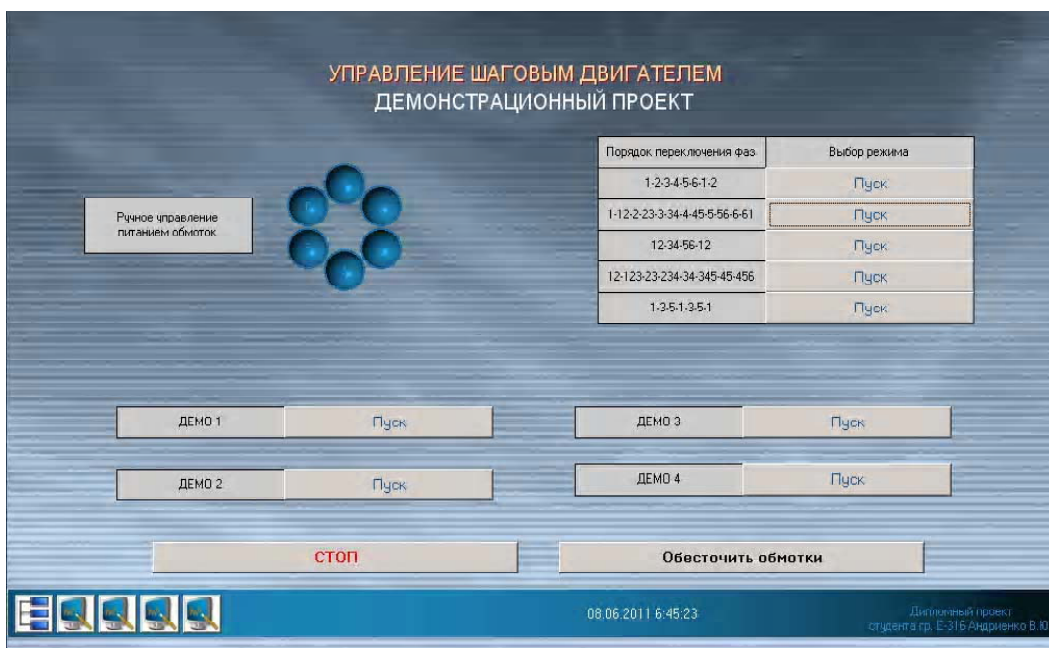 УПРАВЛЕНИЕ ШАГОВЫМ ДВИГАТЕЛЕМ
ДЕМОНСТРАЦИОННЫЙ ПРОЕКТ
Ручное управление
питанием обмоток
Порядок переключения фаз Выбор режима
1-2-3-4-5-6-1-2 Пуск
1-12-2-23-3-34-4-45-5-56-6-61 Пуск
12-34-56-12 Пуск
12-123-23-234-34-345-45-456 Пуск
1-3-5-1-3-5-1 Пуск
ДЕМО 1 Пуск
ДЕМО 3 Пуск
ДЕМО 2 Пуск
ДЕМО 4 Пуск
СТОП
Обесточить обмотки
08.06.2011 6:45:23
Дипломный проект
студента гр. Е-316 Андриенко В.Ю